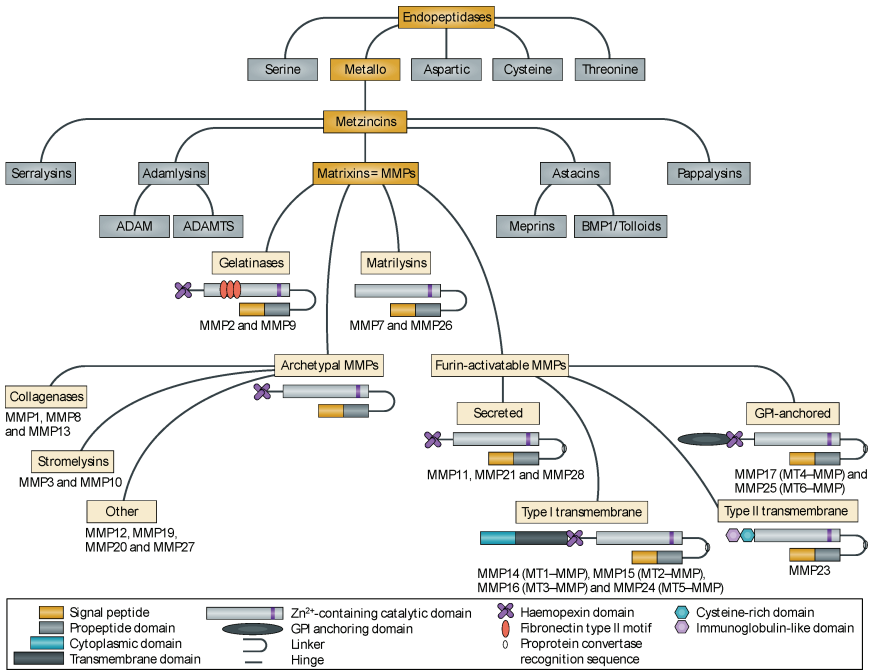 Endopeptidases
Serine
Metallo
Aspartic
Cysteine
Threonine
Metzincins
Serralysins
Adamlysins
Matrixins = MMPs
Astacins
Pappalysins
ADAM
ADAMTS
Meprins
BMP1/Tolloids
Gelatinases
Matrilysins
MMP2 and MMP9
MMP7 and MMP26
Archetypal MMPs
Furin-activatable MMPs
Collagenases
MMP1, MMP8
and MMP13
Secreted
GPI-anchored
Stromelysins
MMP3 and MMP10
MMP11, MMP21 and MMP28
MMP17 (MT4–MMP) and
MMP25 (MT6–MMP)
Other
MMP12, MMP19,
MMP20 and MMP27
Type I transmembrane
Type II transmembrane
MMP14 (MT1–MMP), MMP15 (MT2–MMP),
MMP16 (MT3–MMP) and MMP24 (MT5–MMP)
MMP23
Signal peptide
Propeptide domain
Cytoplasmic domain
Transmembrane domain
Zn2+-containing catalytic domain
GPI anchoring domain
Linker
Hinge
Haemopexin domain
Fibronectin type II motif
Proprotein convertase
recognition sequence
Cysteine-rich domain
Immunoglobulin-like domain